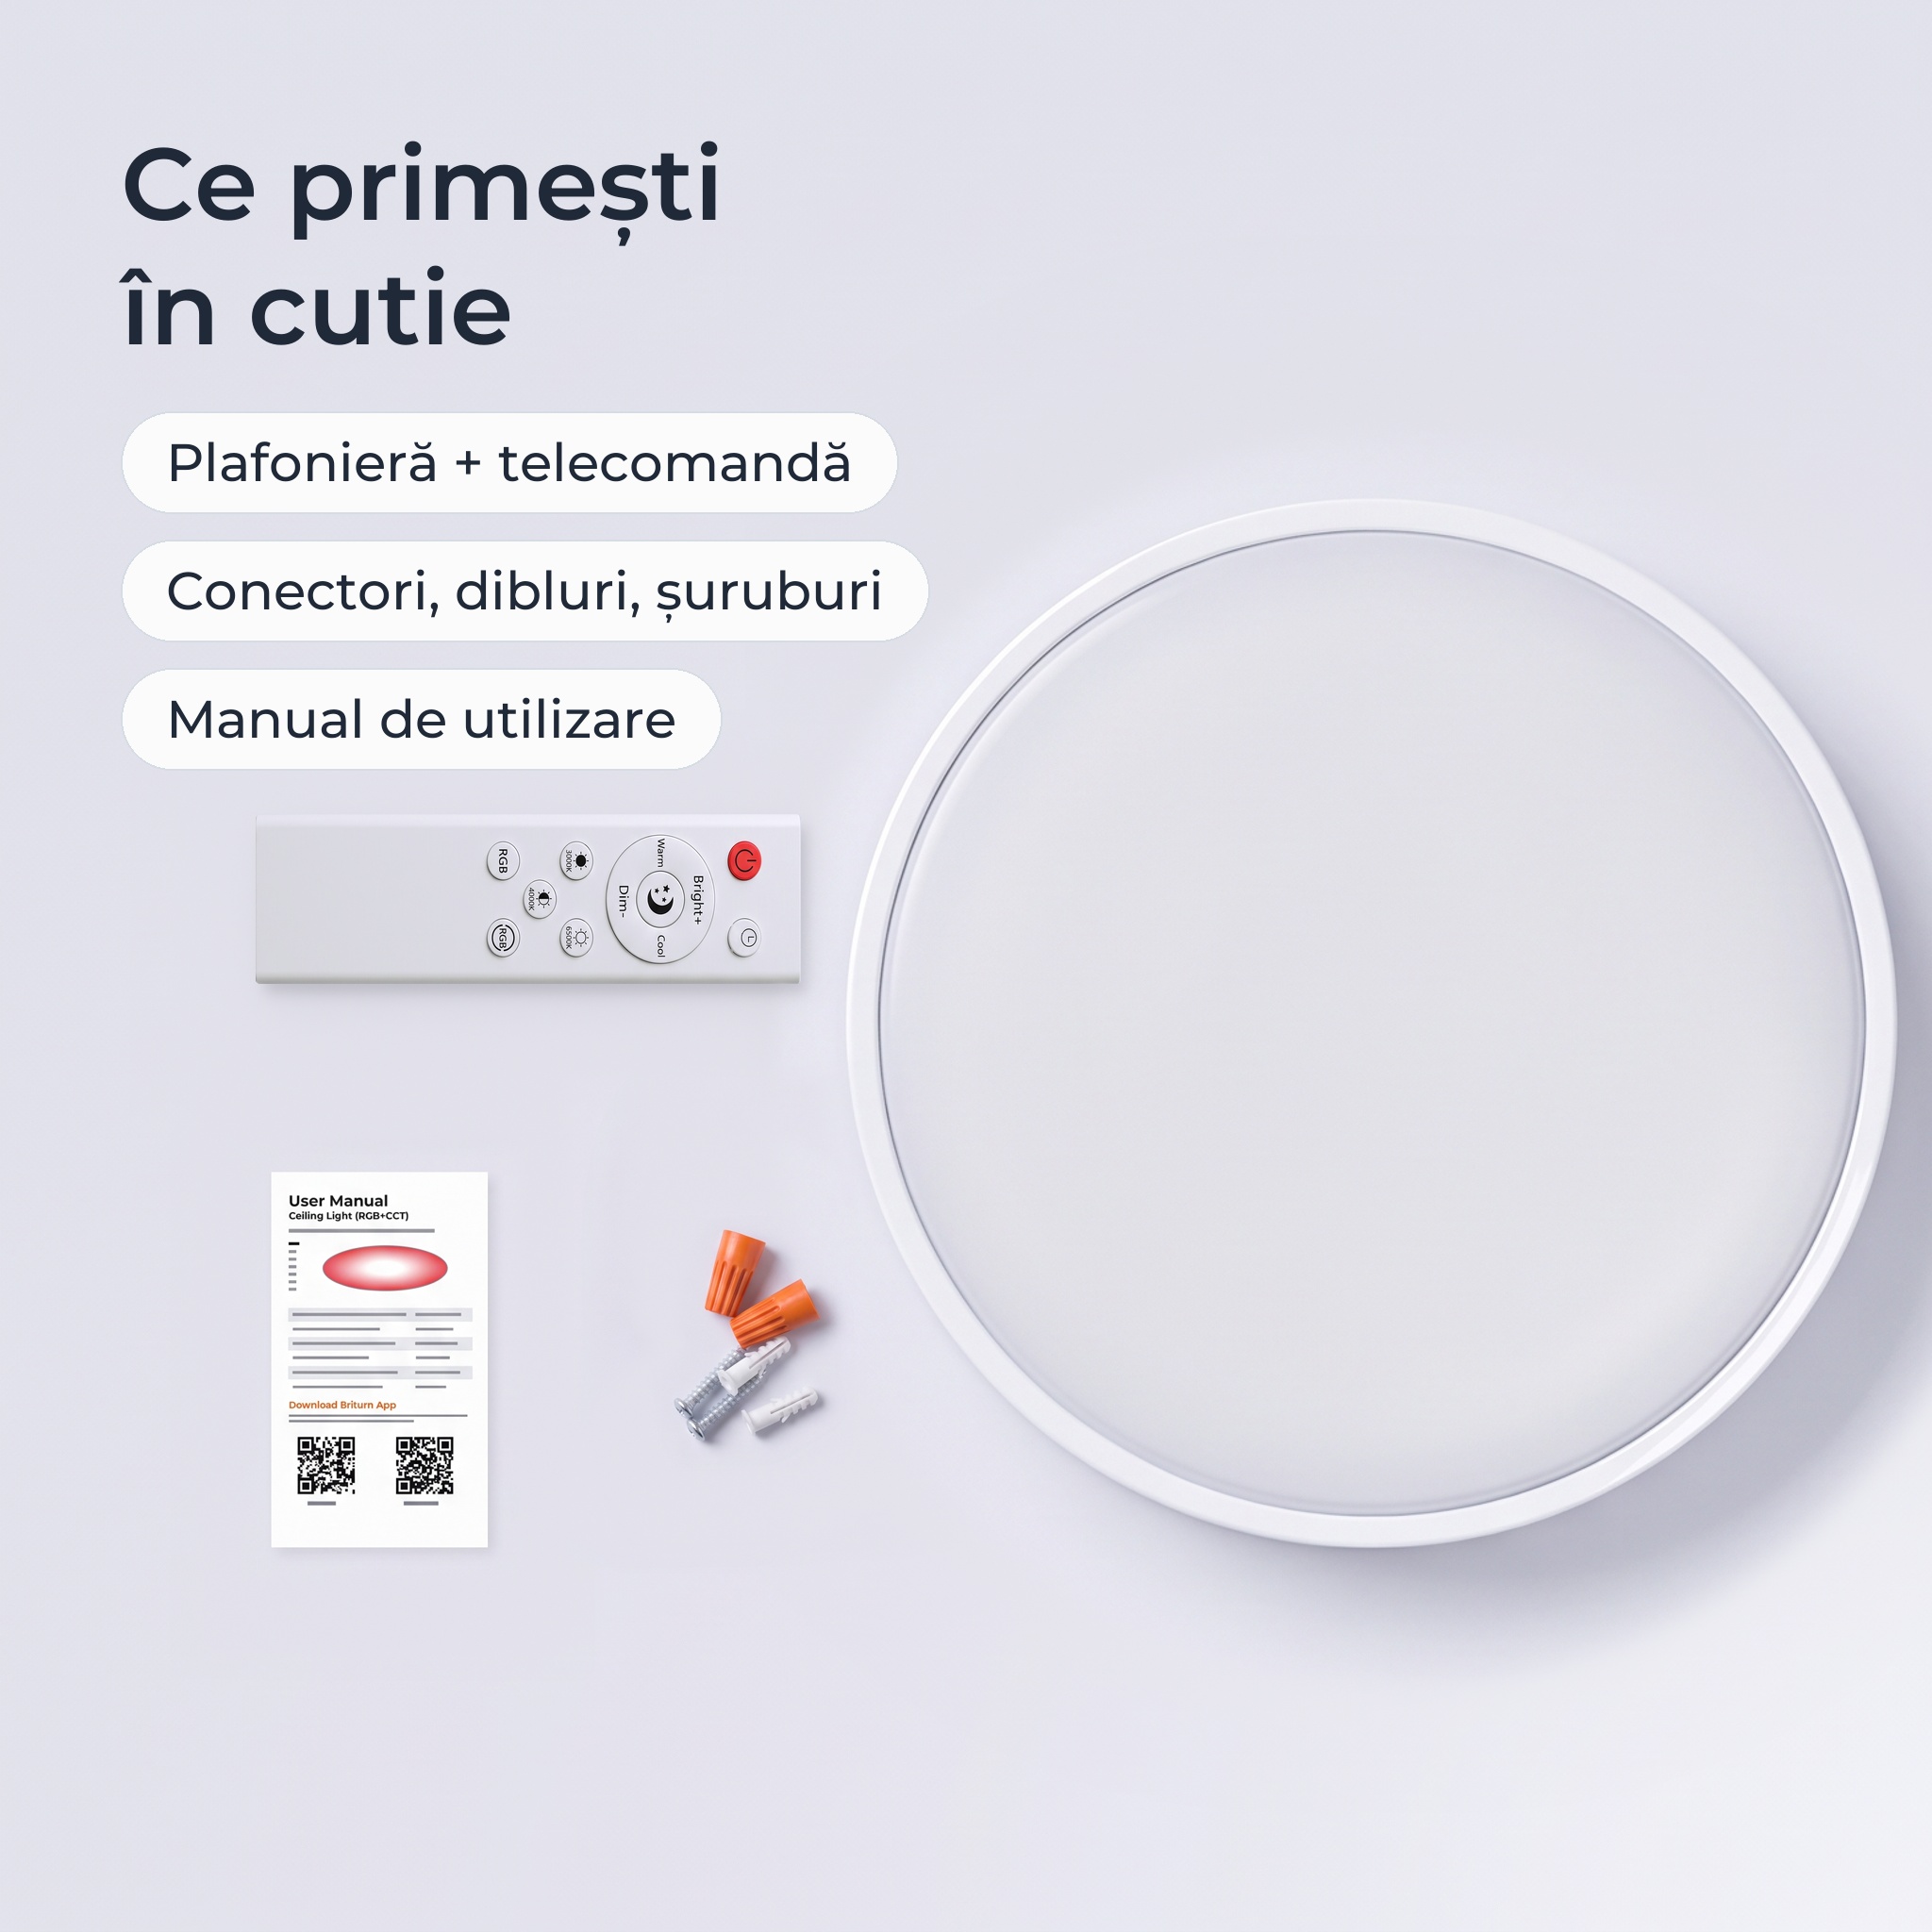 Ce primești
în cutie
Plafonieră + telecomandă
Conectori, dibluri, șuruburi
Manual de utilizare
RGB
3000K
Warm
4000K
Dim-
Bright+
RGB
6500K
Cool
User Manual
Ceiling Light (RGB+CCT)
Download Briturn App